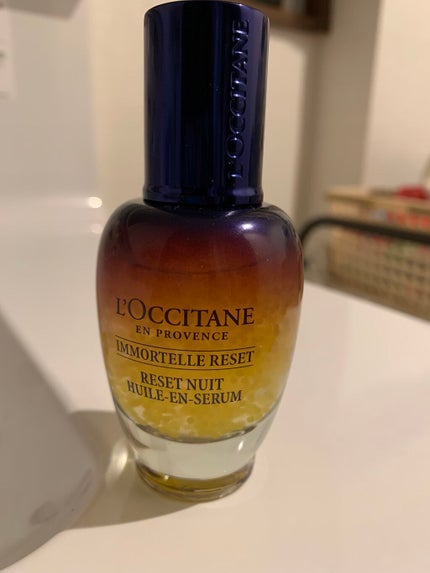 L'OCCITANE
L'OCCITANE
EN PROVENCE
IMMORTELLE RESET
RESET NUIT
HUILE-EN-SERUM